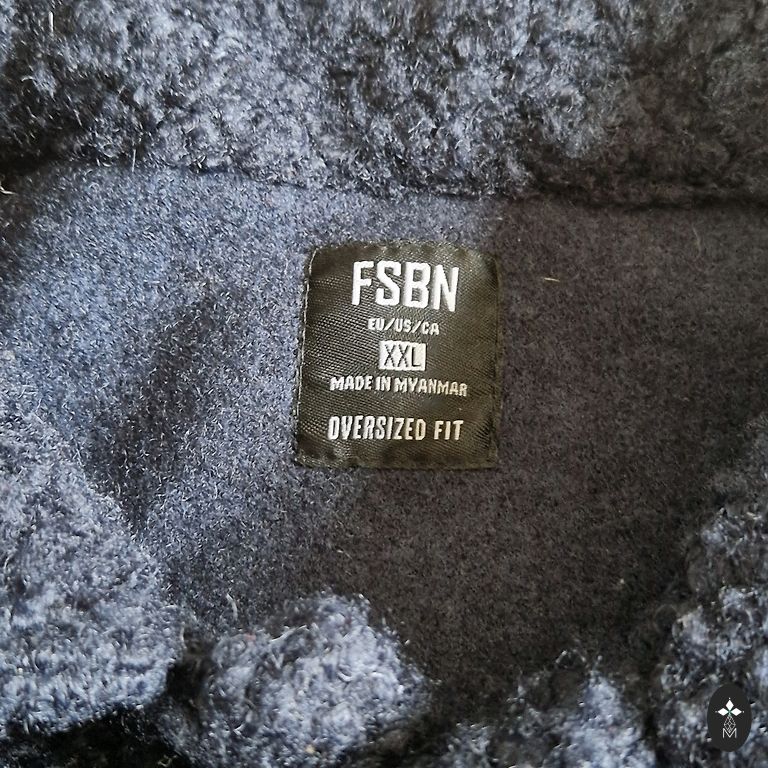 FSBN
EU/US/CA
XXL
MADE IN MYANMAR
OVERSIZED FIT
M